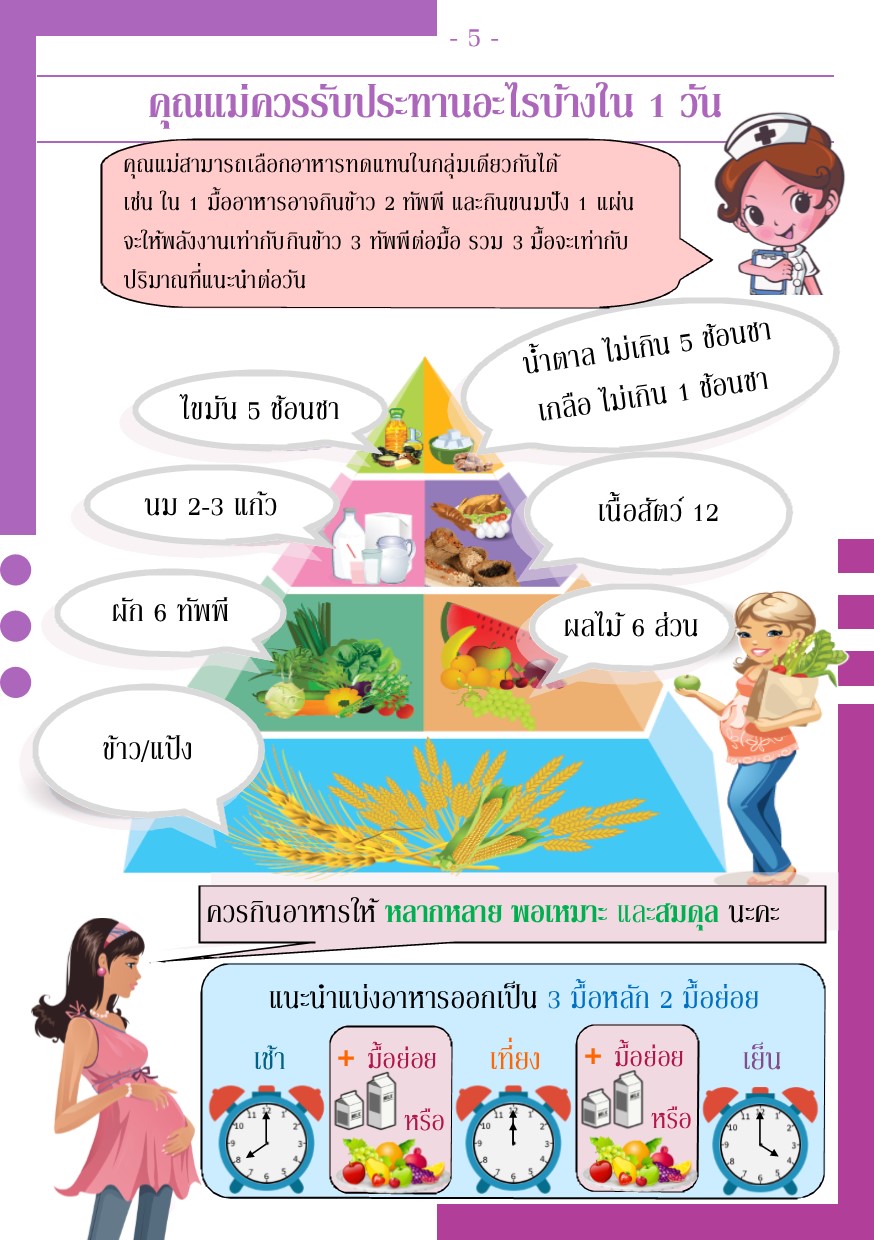 - 5 -
คุณแม่ควรรับประทานอะไรบ้างใน 1 วัน
คุณแม่สามารถเลือกอาหารทดแทนในกลุ่มเดียวกันได้
เช่น ใน 1 มื้ออาหารอาจกินข้าว 2 ทัพพี และกินขนมปัง 1 แผ่น
จะให้พลังงานเท่ากับกินข้าว 3 ทัพพีต่อมื้อ รวม 3 มื้อจะเท่ากับ
ปริมาณที่แนะนำต่อวัน
น้ำตาล ไม่เกิน 5 ช้อนชา
เกลือ ไม่เกิน 1 ช้อนชา
ไขมัน 5 ช้อนชา
นม 2-3 แก้ว
เนื้อสัตว์ 12
ผัก 6 ทัพพี
ผลไม้ 6 ส่วน
ข้าว/แป้ง
ควรกินอาหารให้ หลากหลาย พอเหมาะ และสมดุล นะคะ
แนะนำแบ่งอาหารออกเป็น 3 มื้อหลัก 2 มื้อย่อย
เช้า
+ มื้อย่อย
หรือ
เที่ยง
+ มื้อย่อย
หรือ
เย็น